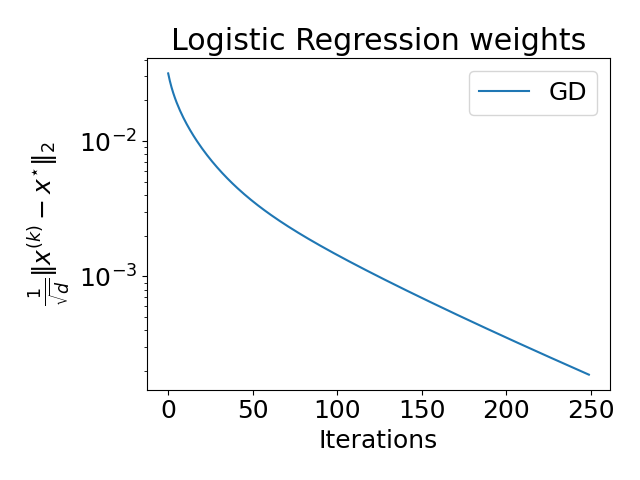 Logistic Regression weights
GD
10⁻²
10⁻³
1/√d ‖x⁽ᵏ⁾ − x⋆‖₂
0 50 100 150 200 250
Iterations